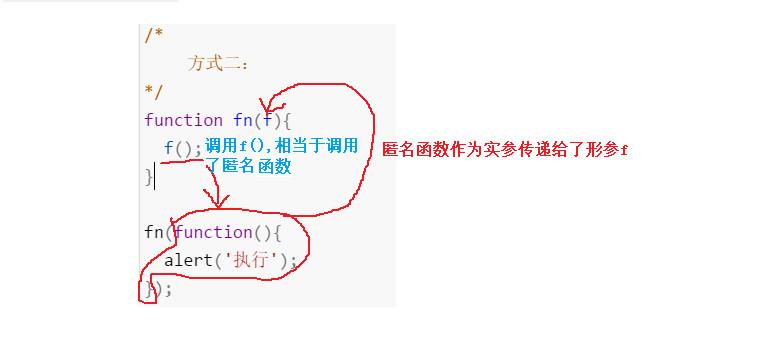 /*
方式二：
*/
function fn(f){
f(); 调用f(),相当于调用
了匿名函数
匿名函数作为实参传递给了形参f
}
fn(function(){
alert('执行');
});